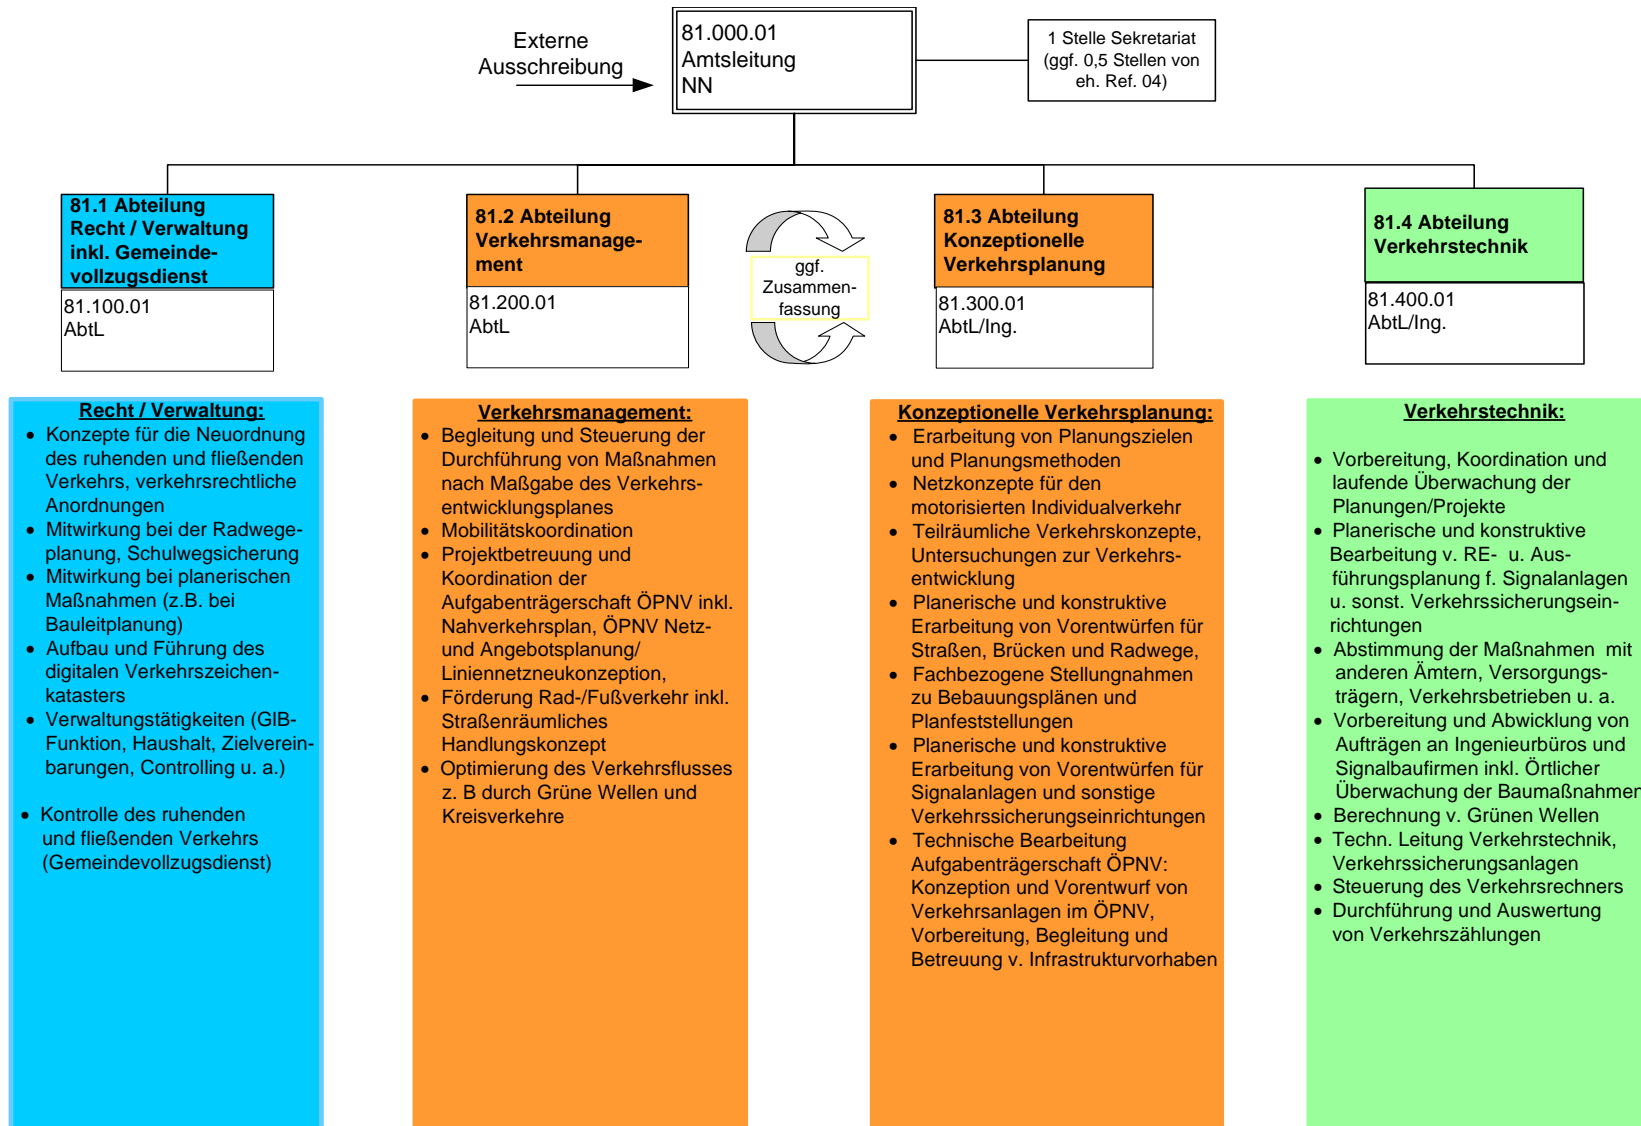 Externe
Ausschreibung
81.000.01
Amtsleitung
NN
1 Stelle Sekretariat
(ggf. 0,5 Stellen von
eh. Ref. 04)
81.1 Abteilung
Recht / Verwaltung
inkl. Gemeinde-
vollzugsdienst
81.100.01
AbtL
81.2 Abteilung
Verkehrsmanage-
ment
81.200.01
AbtL
ggf.
Zusammen-
fassung
81.3 Abteilung
Konzeptionelle
Verkehrsplanung
81.300.01
AbtL/Ing.
81.4 Abteilung
Verkehrstechnik
81.400.01
AbtL/Ing.
Recht / Verwaltung:
• Konzepte für die Neuordnung
des ruhenden und fließenden
Verkehrs, verkehrsrechtliche
Anordnungen
• Mitwirkung bei der Radwege-
planung, Schulwegsicherung
• Mitwirkung bei planerischen
Maßnahmen (z.B. bei
Bauleitplanung)
• Aufbau und Führung des
digitalen Verkehrszeichen-
katasters
• Verwaltungstätigkeiten (GIB-
Funktion, Haushalt, Zielverein-
barungen, Controlling u. a.)
• Kontrolle des ruhenden
und fließenden Verkehrs
(Gemeindevollzugsdienst)
Verkehrsmanagement:
• Begleitung und Steuerung der
Durchführung von Maßnahmen
nach Maßgabe des Verkehrs-
entwicklungsplanes
• Mobilitätskoordination
• Projektbetreuung und
Koordination der
Aufgabenträgerschaft ÖPNV inkl.
Nahverkehrsplan, ÖPNV Netz-
und Angebotsplanung/
Liniennetzneukonzeption,
• Förderung Rad-/Fußverkehr inkl.
Straßenräumliches
Handlungskonzept
• Optimierung des Verkehrsflusses
z. B durch Grüne Wellen und
Kreisverkehre
Konzeptionelle Verkehrsplanung:
• Erarbeitung von Planungszielen
und Planungsmethoden
• Netzkonzepte für den
motorisierten Individualverkehr
• Teilräumliche Verkehrskonzepte,
Untersuchungen zur Verkehrs-
entwicklung
• Planerische und konstruktive
Erarbeitung von Vorentwürfen für
Straßen, Brücken und Radwege,
• Fachbezogene Stellungnahmen
zu Bebauungsplänen und
Planfeststellungen
• Planerische und konstruktive
Erarbeitung von Vorentwürfen für
Signalanlagen und sonstige
Verkehrssicherungseinrichtungen
• Technische Bearbeitung
Aufgabenträgerschaft ÖPNV:
Konzeption und Vorentwurf von
Verkehrsanlagen im ÖPNV,
Vorbereitung, Begleitung und
Betreuung v. Infrastrukturvorhaben
Verkehrstechnik:
• Vorbereitung, Koordination und
laufende Überwachung der
Planungen/Projekte
• Planerische und konstruktive
Bearbeitung v. RE- u. Aus-
führungsplanung f. Signalanlagen
u. sonst. Verkehrssicherungsein-
richtungen
• Abstimmung der Maßnahmen mit
anderen Ämtern, Versorgungs-
trägern, Verkehrsbetrieben u. a.
• Vorbereitung und Abwicklung von
Aufträgen an Ingenieurbüros und
Signalbaufirmen inkl. Örtlicher
Überwachung der Baumaßnahmen
• Berechnung v. Grünen Wellen
• Techn. Leitung Verkehrstechnik,
Verkehrssicherungsanlagen
• Steuerung des Verkehrsrechners
• Durchführung und Auswertung
von Verkehrszählungen